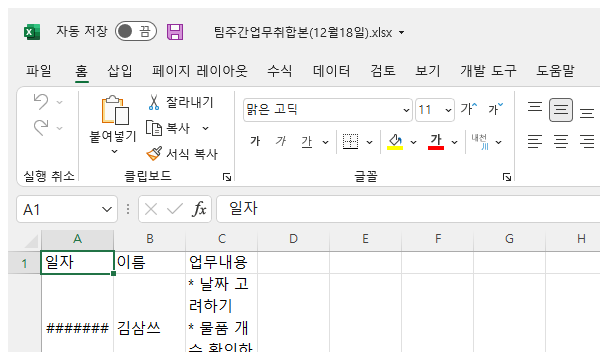 자동 저장 끔 팀주간업무취합본(12월18일).xlsx
파일 홈 삽입 페이지 레이아웃 수식 데이터 검토 보기 개발 도구 도움말
붙여넣기
잘라내기
복사
서식 복사
맑은 고딕 11 가 가
가 가 가 가 내천
실행 취소 클립보드 글꼴
A1 fx 일자
A B C D E F G H
1 일자 이름 업무내용
* 날짜 고
려하기
####### 김삼쓰 * 물품 개